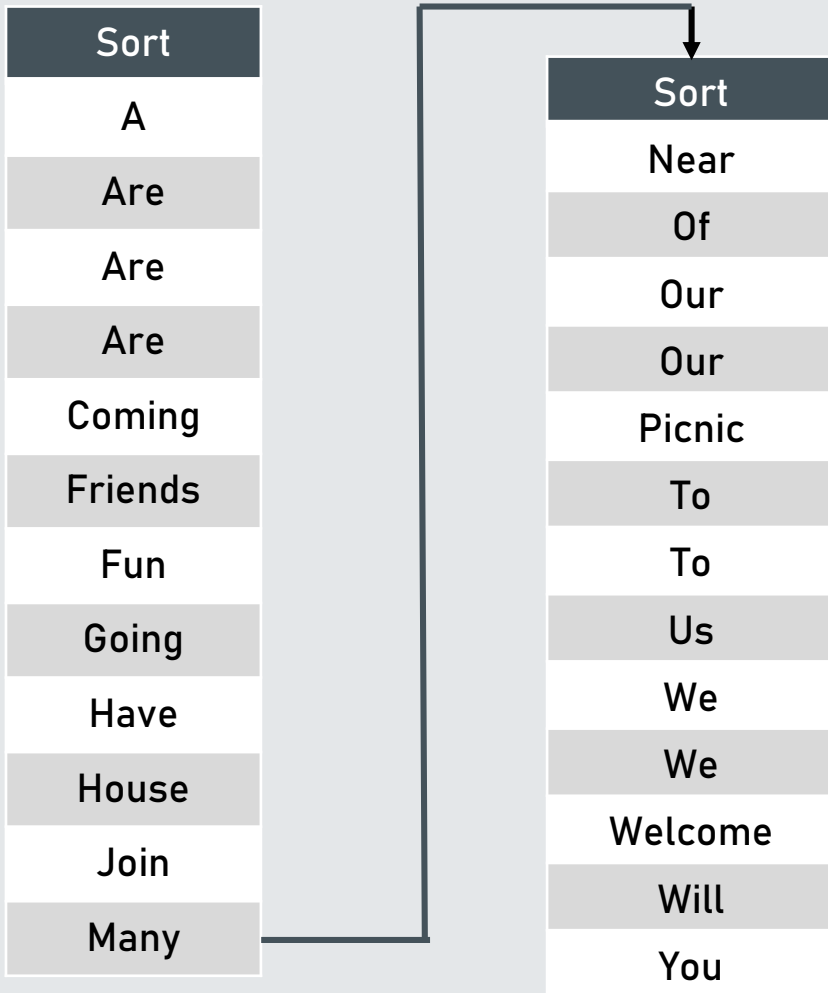 Sort
A
Are
Are
Are
Coming
Friends
Fun
Going
Have
House
Join
Many
Sort
Near
Of
Our
Our
Picnic
To
To
Us
We
We
Welcome
Will
You